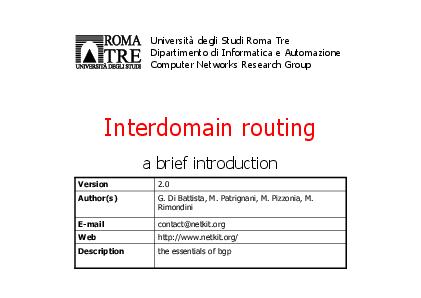 ROMA
TRE
UNIVERSITÀ DEGLI STUDI
Università degli Studi Roma Tre
Dipartimento di Informatica e Automazione
Computer Networks Research Group
Interdomain routing
a brief introduction
Version 2.0
Author(s) G. Di Battista, M. Patrignani, M. Pizzonia, M.
Rimondini
E-mail contact@netkit.org
Web http://www.netkit.org/
Description the essentials of bgp